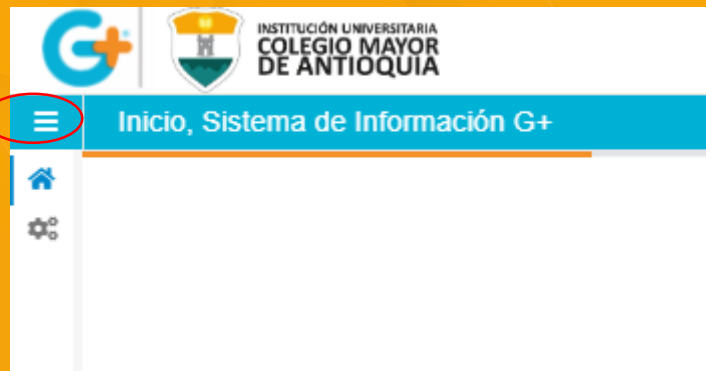 G+
INSTITUCIÓN UNIVERSITARIA
COLEGIO MAYOR
DE ANTIOQUIA
Inicio, Sistema de Información G+